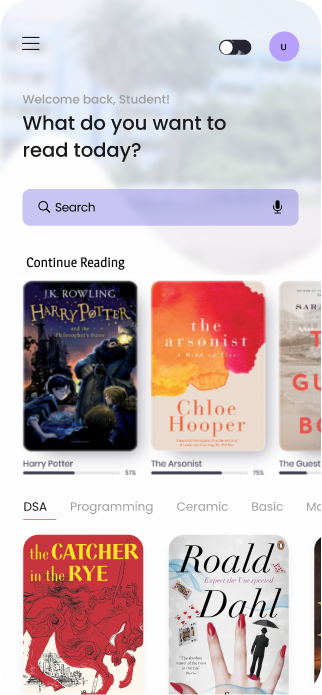 U
Welcome back, Student!
What do you want to
read today?
Search
Continue Reading
J.K. ROWLING
HARRY POTTER
and the
Philosopher's Stone
the
arsonist
A Mind on Fire
Chloe
Hooper
SARA
T
GU
BO
Harry Potter
57%
The Arsonist
75%
The Guest
DSA Programming Ceramic Basic Mo
the CATCHER
in the RYE
Roald
Expect the Unexpected
Dahl